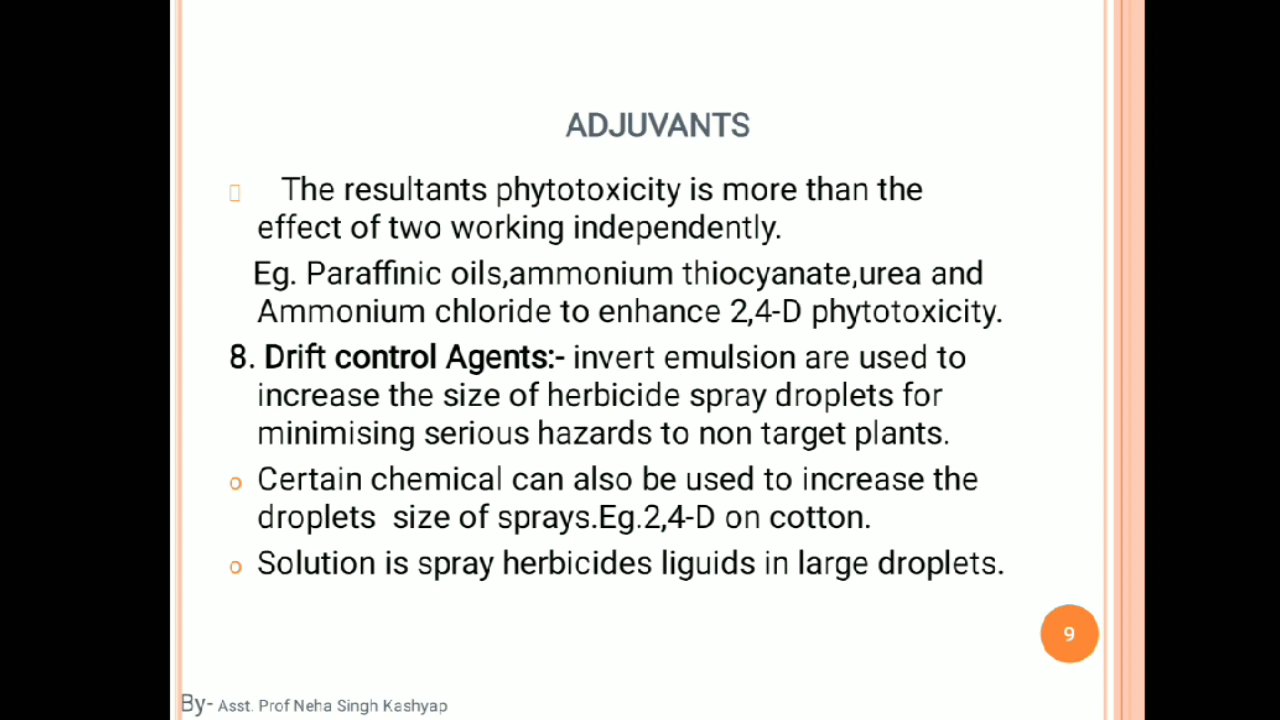 ADJUVANTS
The resultants phytotoxicity is more than the
effect of two working independently.
Eg. Paraffinic oils,ammonium thiocyanate,urea and
Ammonium chloride to enhance 2,4-D phytotoxicity.
8. Drift control Agents:- invert emulsion are used to
increase the size of herbicide spray droplets for
minimising serious hazards to non target plants.
o Certain chemical can also be used to increase the
droplets size of sprays.Eg.2,4-D on cotton.
o Solution is spray herbicides liguids in large droplets.
9
By- Asst. Prof Neha Singh Kashyap